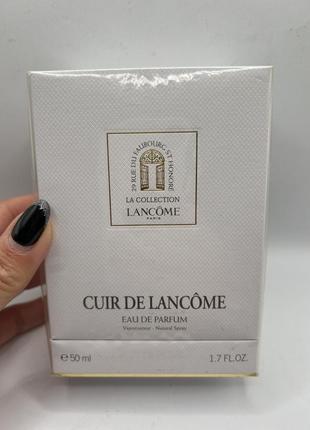 29 RUE DU FAUBOURG ST HONORÉ
LA COLLECTION
LANCÔME
PARIS
CUIR DE LANCÔME
EAU DE PARFUM
Vaporisateur - Natural Spray
℮ 50 ml 1.7 FL.OZ.